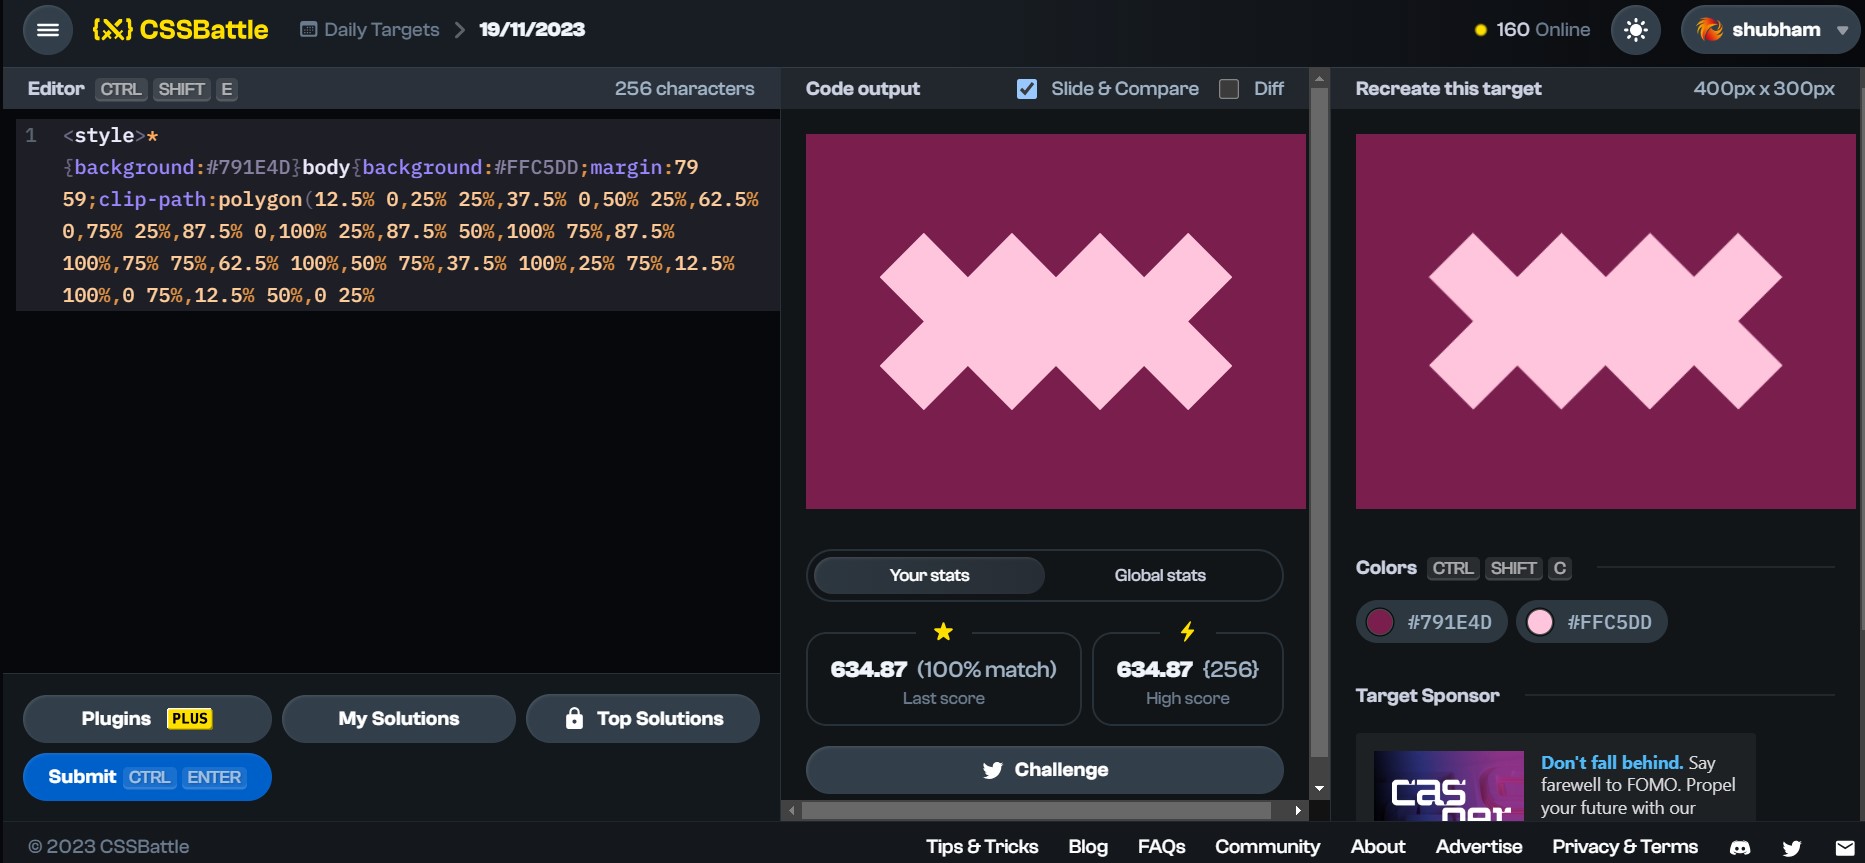 CSSBattle
Daily Targets
19/11/2023
160 Online
shubham
Editor CTRL SHIFT E
256 characters
Code output
Slide & Compare
Diff
Recreate this target
400px x 300px
1
<style>*
{background:#791E4D}body{background:#FFC5DD;margin:79
59;clip-path:polygon(12.5% 0,25% 25%,37.5% 0,50% 25%,62.5%
0,75% 25%,87.5% 0,100% 25%,87.5% 50%,100% 75%,87.5%
100%,75% 75%,62.5% 100%,50% 75%,37.5% 100%,25% 75%,12.5%
100%,0 75%,12.5% 50%,0 25%
Your stats
Global stats
634.87 (100% match)
Last score
634.87 {256}
High score
Challenge
Colors CTRL SHIFT C
#791E4D
#FFC5DD
Target Sponsor
Don't fall behind. Say
farewell to FOMO. Propel
your future with our
Plugins PLUS
My Solutions
Top Solutions
Submit CTRL ENTER
© 2023 CSSBattle
Tips & Tricks
Blog
FAQs
Community
About
Advertise
Privacy & Terms